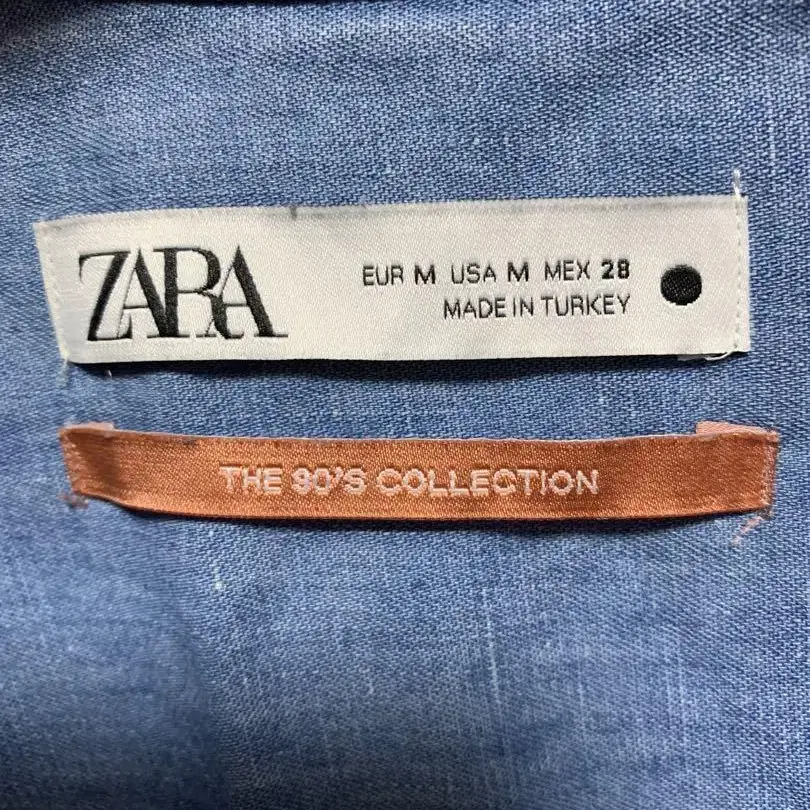 ZARA
EUR M USA M MEX 28
MADE IN TURKEY
THE 90'S COLLECTION